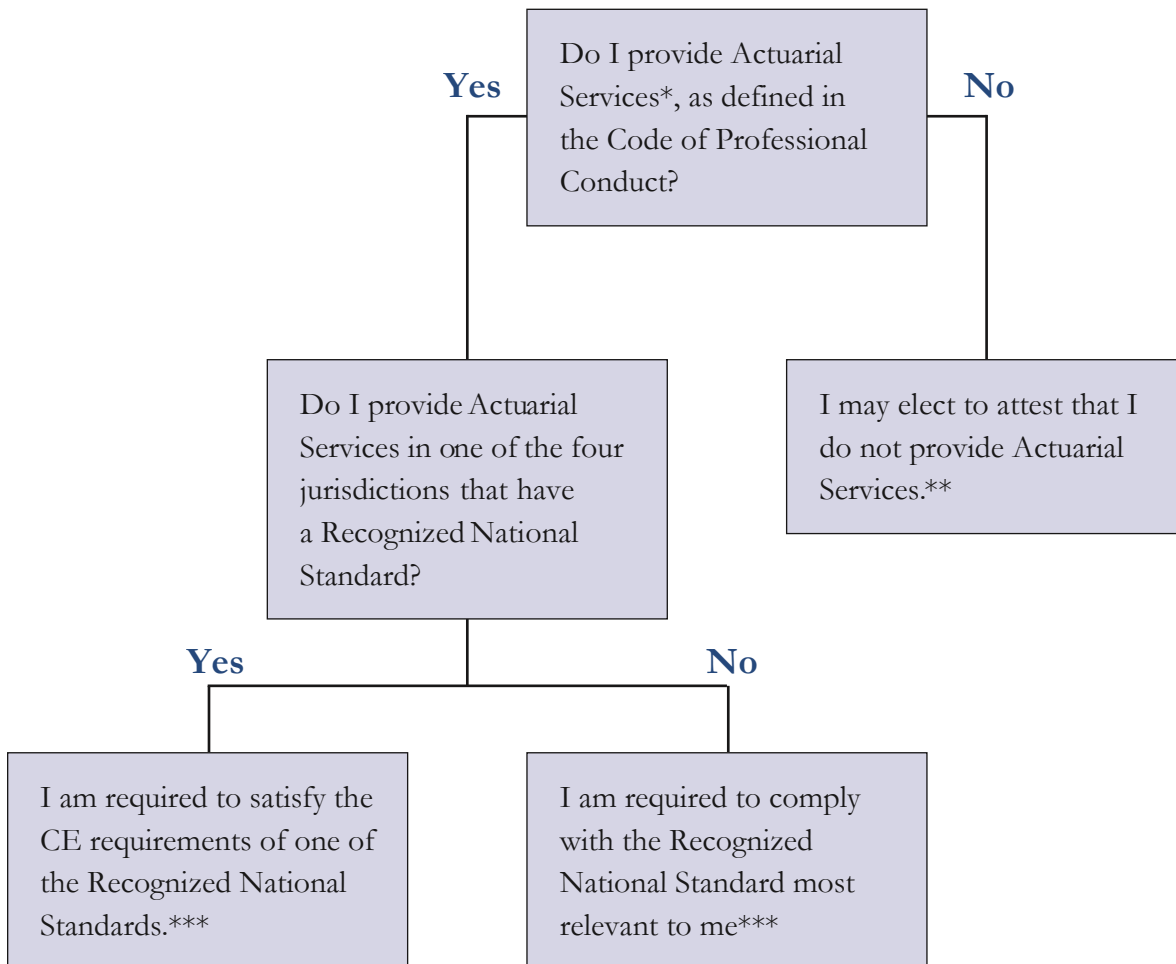 Do I provide Actuarial
Services*, as defined in
the Code of Professional
Conduct?
Yes
No
Do I provide Actuarial
Services in one of the four
jurisdictions that have
a Recognized National
Standard?
I may elect to attest that I
do not provide Actuarial
Services.**
Yes
No
I am required to satisfy the
CE requirements of one of
the Recognized National
Standards.***
I am required to comply
with the Recognized
National Standard most
relevant to me***